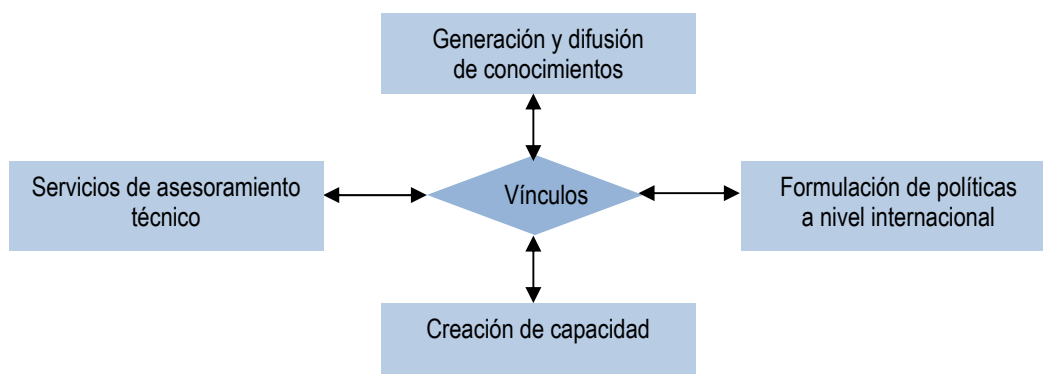 Generación y difusión
de conocimientos
Servicios de asesoramiento
técnico
Vínculos
Formulación de políticas
a nivel internacional
Creación de capacidad